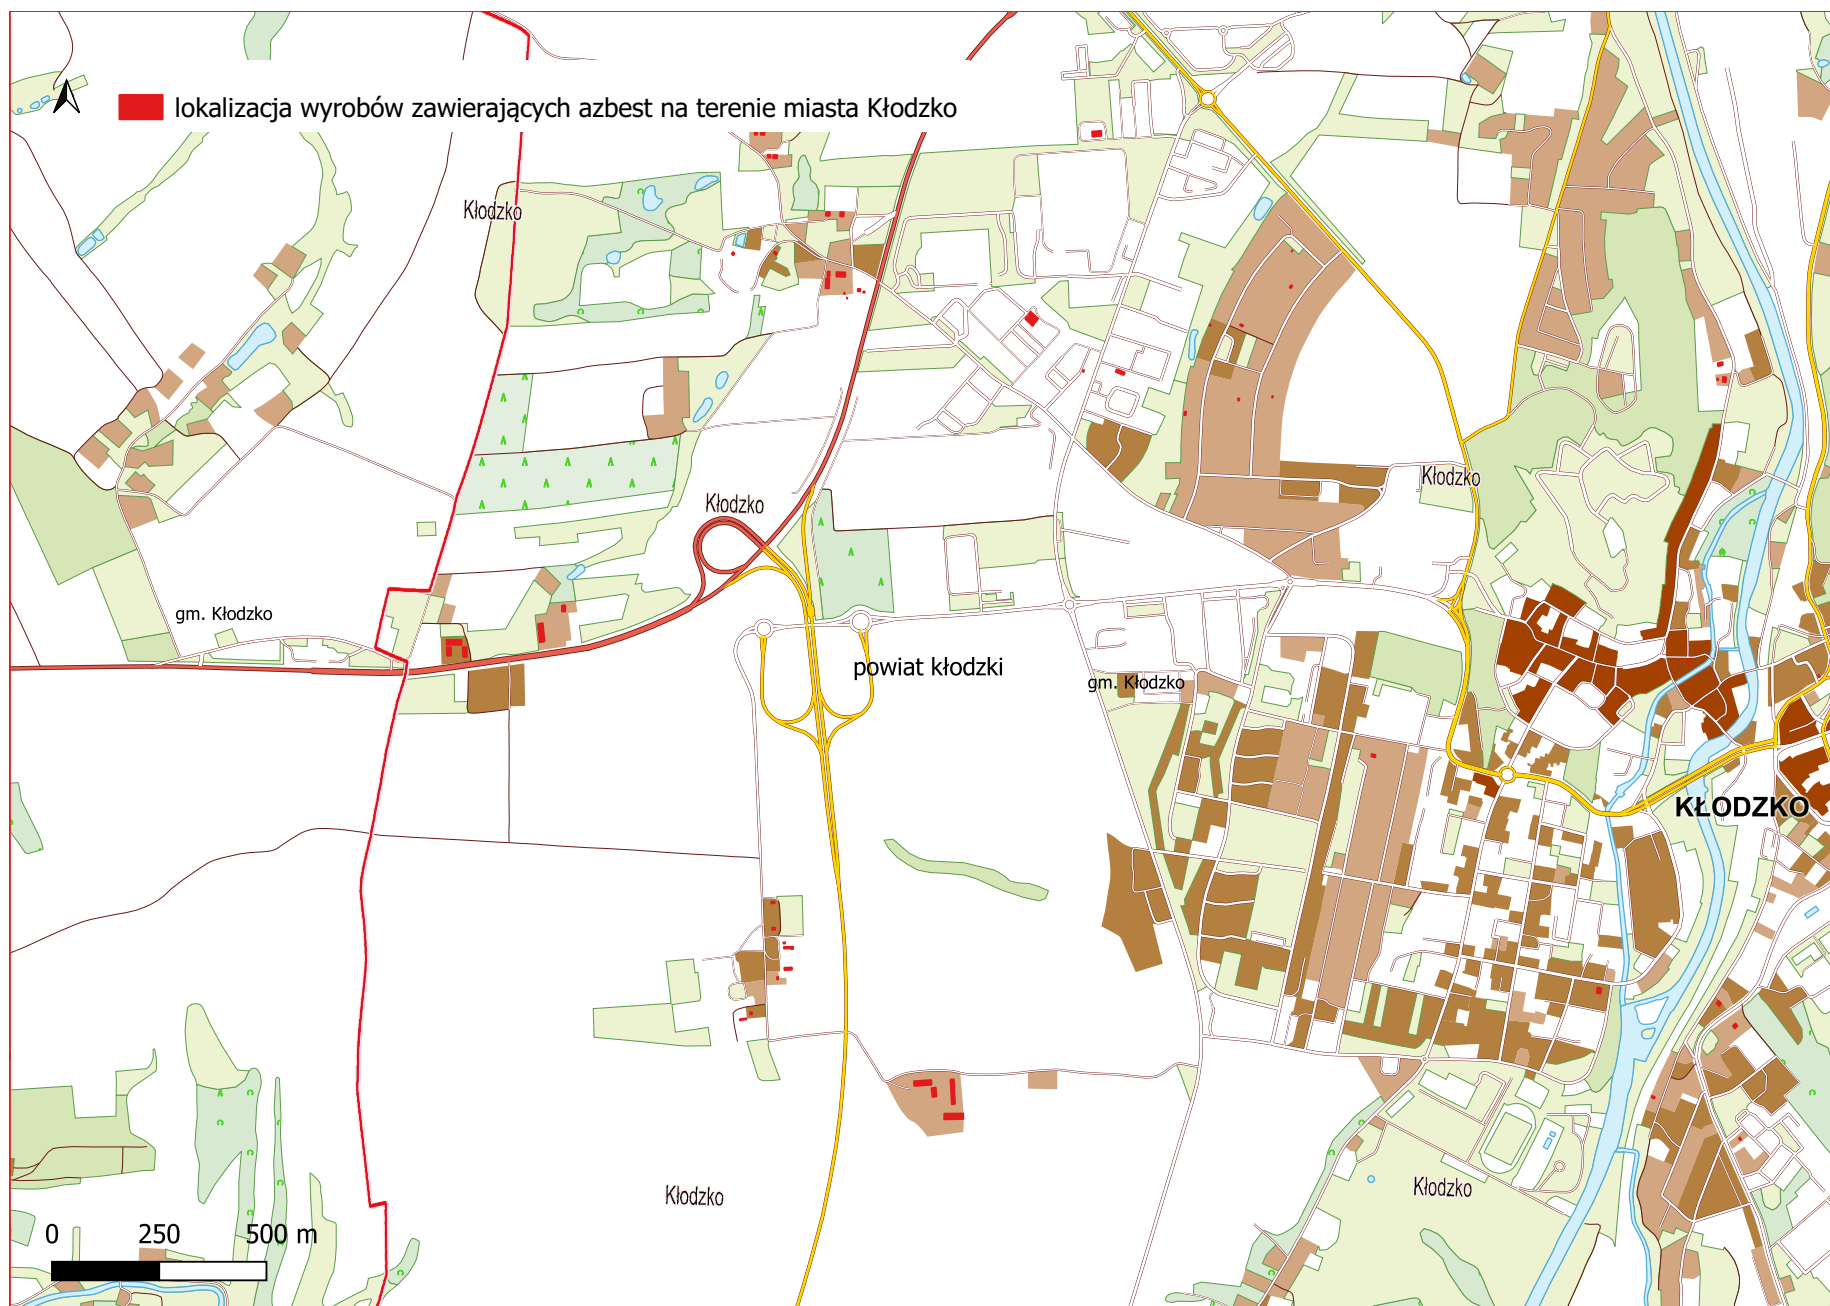 lokalizacja wyrobów zawierających azbest na terenie miasta Kłodzko
Kłodzko
Kłodzko
Kłodzko
gm. Kłodzko
powiat kłodzki
gm. Kłodzko
KŁODZKO
Kłodzko
Kłodzko
0 250 500 m